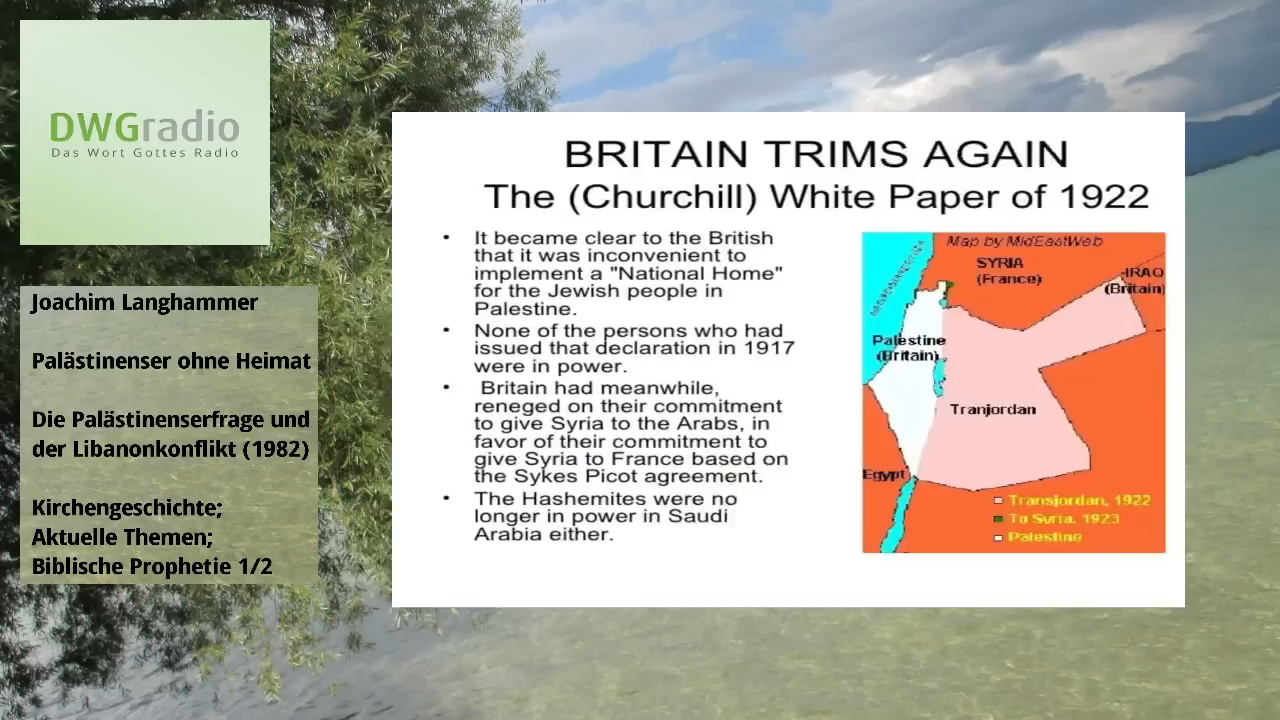 DWGradio
Das Wort Gottes Radio
Joachim Langhammer
Palästinenser ohne Heimat
Die Palästinenserfrage und
der Libanonkonflikt (1982)
Kirchengeschichte;
Aktuelle Themen;
Biblische Prophetie 1/2
BRITAIN TRIMS AGAIN
The (Churchill) White Paper of 1922
• It became clear to the British
that it was inconvenient to
implement a "National Home"
for the Jewish people in
Palestine.
• None of the persons who had
issued that declaration in 1917
were in power.
• Britain had meanwhile,
reneged on their commitment
to give Syria to the Arabs, in
favor of their commitment to
give Syria to France based on
the Sykes Picot agreement.
• The Hashemites were no
longer in power in Saudi
Arabia either.
Map by MidEastWeb
SYRIA
(France)
IRAQ
(Britain)
Palestine
(Britain)
Tranjordan
Egypt
Transjordan, 1922
To Syria, 1923
Palestine